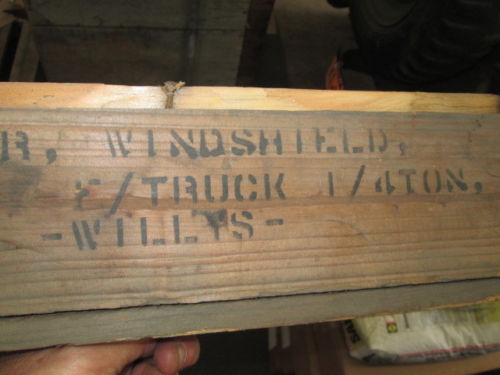 R, WINDSHIELD,
F/TRUCK 1/4TON,
-WILLYS-